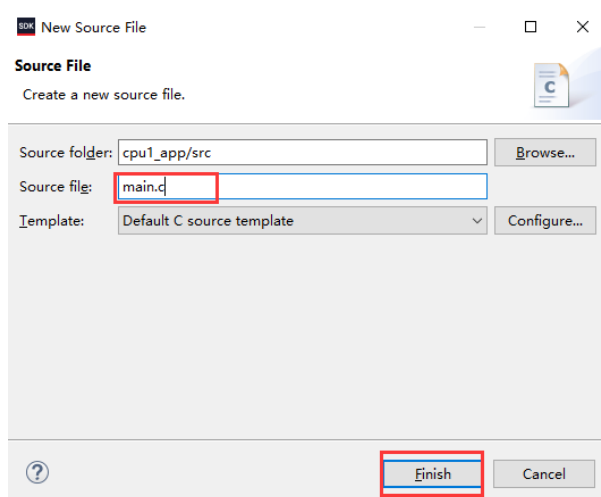 SDK New Source File
Source File
Create a new source file.
C
Source folder: cpu1_app/src Browse...
Source file: main.c
Template: Default C source template Configure...
? Finish Cancel